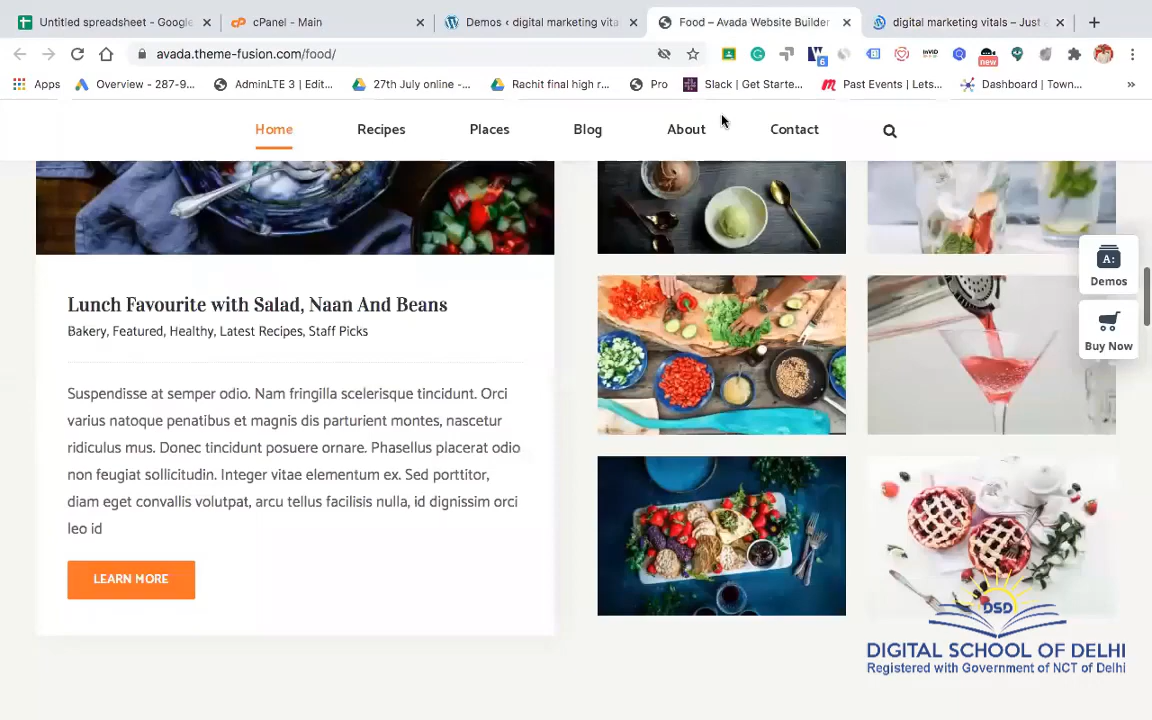 Untitled spreadsheet - Google
cPanel - Main
Demos ‹ digital marketing vita
Food – Avada Website Builder
digital marketing vitals – Just
avada.theme-fusion.com/food/
6
new
Apps
Overview - 287-9...
AdminLTE 3 | Edit...
27th July online -...
Rachit final high r...
Pro
Slack | Get Starte...
Past Events | Lets...
Dashboard | Town...
»
Home
Recipes
Places
Blog
About
Contact
A:
Demos
Buy Now
Lunch Favourite with Salad, Naan And Beans
Bakery, Featured, Healthy, Latest Recipes, Staff Picks
Suspendisse at semper odio. Nam fringilla scelerisque tincidunt. Orci
varius natoque penatibus et magnis dis parturient montes, nascetur
ridiculus mus. Donec tincidunt posuere ornare. Phasellus placerat odio
non feugiat sollicitudin. Integer vitae elementum ex. Sed porttitor,
diam eget convallis volutpat, arcu tellus facilisis nulla, id dignissim orci
leo id
LEARN MORE
DSD
DIGITAL SCHOOL OF DELHI
Registered with Government of NCT of Delhi